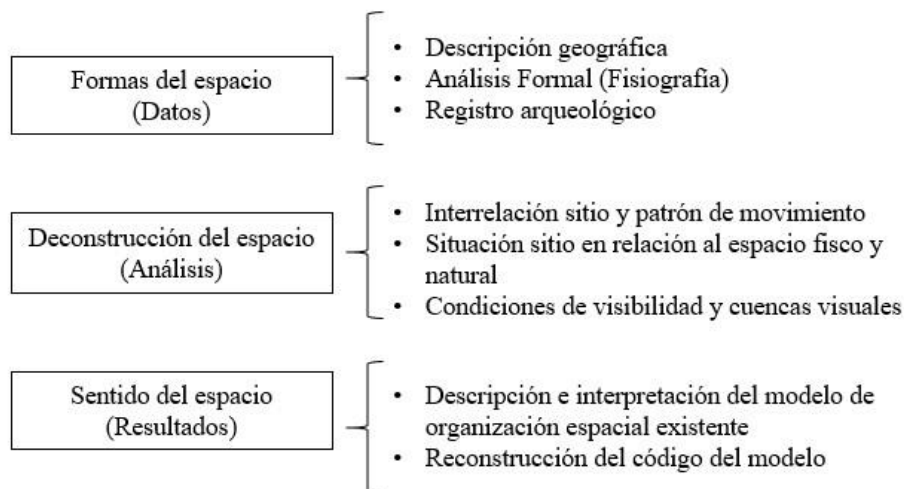 Formas del espacio
(Datos)
• Descripción geográfica
• Análisis Formal (Fisiografía)
• Registro arqueológico
Deconstrucción del espacio
(Análisis)
• Interrelación sitio y patrón de movimiento
• Situación sitio en relación al espacio fisco y
natural
• Condiciones de visibilidad y cuencas visuales
Sentido del espacio
(Resultados)
• Descripción e interpretación del modelo de
organización espacial existente
• Reconstrucción del código del modelo